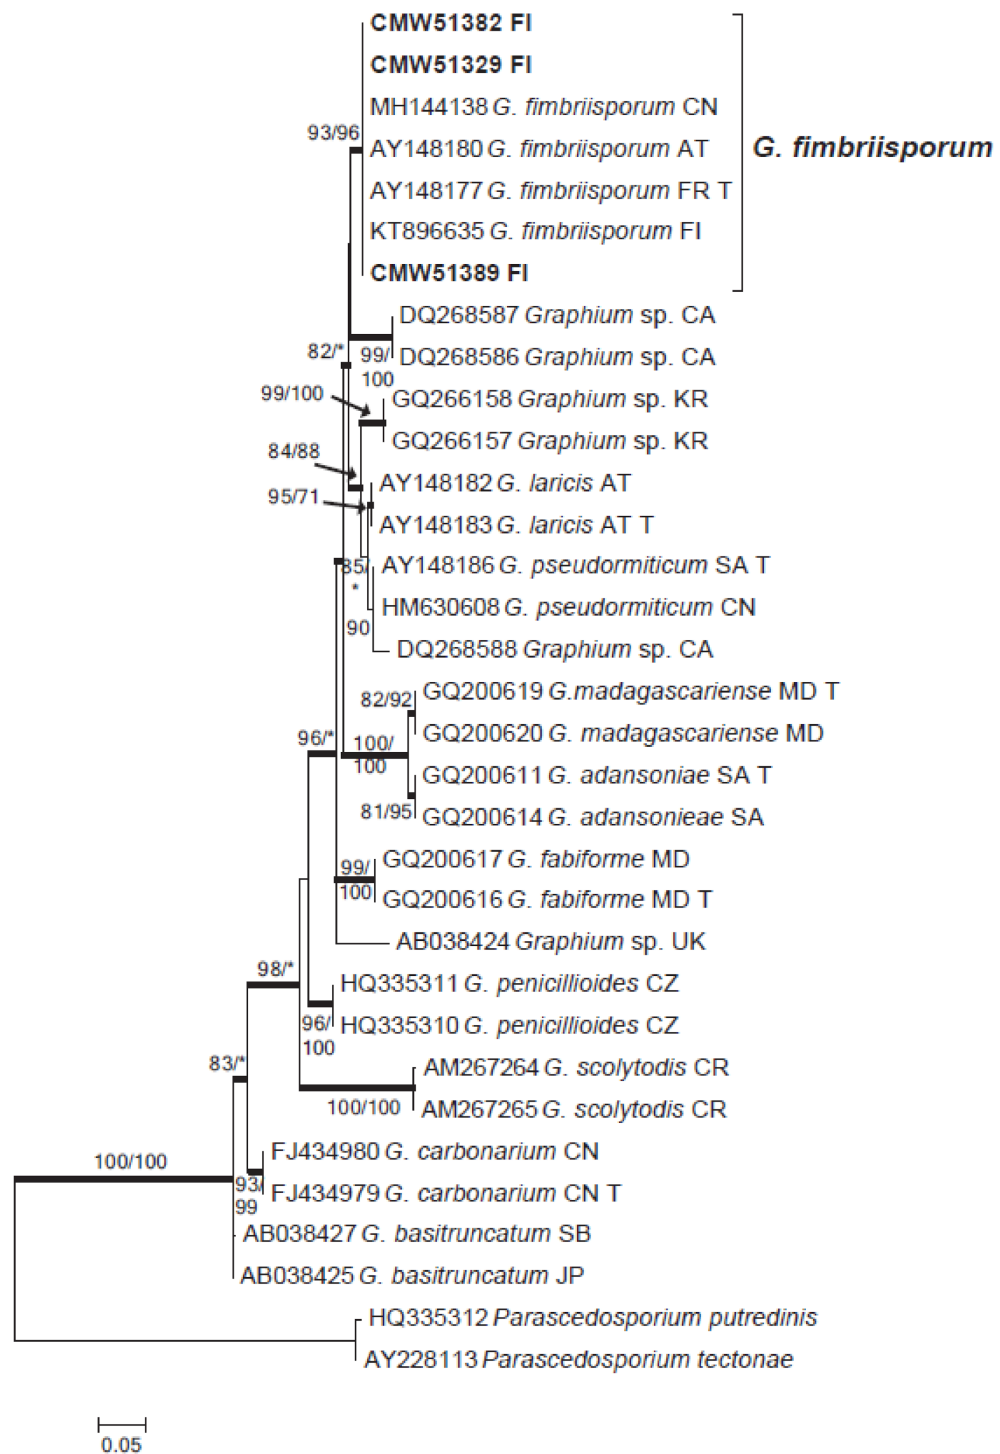 CMW51382 FI
CMW51329 FI
MH144138 G. fimbriisporum CN
93/96
AY148180 G. fimbriisporum AT
G. fimbriisporum
AY148177 G. fimbriisporum FR T
KT896635 G. fimbriisporum FI
CMW51389 FI
DQ268587 Graphium sp. CA
82/*
99/
100
DQ268586 Graphium sp. CA
99/100
GQ266158 Graphium sp. KR
GQ266157 Graphium sp. KR
84/88
AY148182 G. laricis AT
95/71
AY148183 G. laricis AT T
85/
*
AY148186 G. pseudormiticum SA T
HM630608 G. pseudormiticum CN
90
DQ268588 Graphium sp. CA
GQ200619 G.madagascariense MD T
82/92
GQ200620 G. madagascariense MD
96/*
100/
100
GQ200611 G. adansoniae SA T
81/95
GQ200614 G. adansonieae SA
GQ200617 G. fabiforme MD
99/
100
GQ200616 G. fabiforme MD T
AB038424 Graphium sp. UK
98/*
HQ335311 G. penicillioides CZ
96/
100
HQ335310 G. penicillioides CZ
83/*
AM267264 G. scolytodis CR
100/100
AM267265 G. scolytodis CR
FJ434980 G. carbonarium CN
100/100
93/
99
FJ434979 G. carbonarium CN T
AB038427 G. basitruncatum SB
AB038425 G. basitruncatum JP
HQ335312 Parascedosporium putredinis
AY228113 Parascedosporium tectonae
0.05